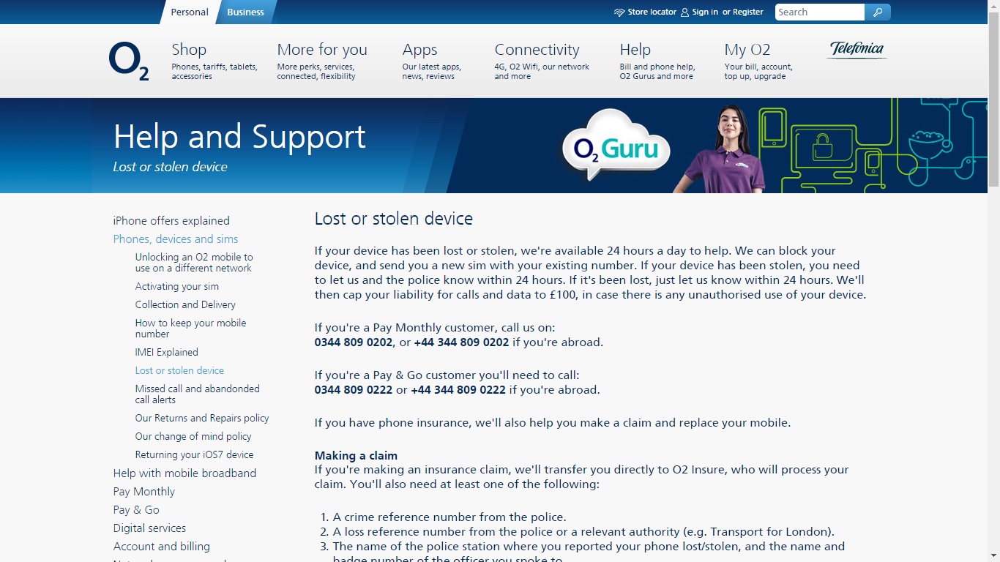 Personal
Business
Store locator
Sign in or Register
Search
O2
Shop
Phones, tariffs, tablets,
accessories
More for you
More perks, services,
connected, flexibility
Apps
Our latest apps,
news, reviews
Connectivity
4G, O2 Wifi, our network
and more
Help
Bill and phone help,
O2 Gurus and more
My O2
Your bill, account,
top up, upgrade
Telefónica
Help and Support
Lost or stolen device
O2 Guru
iPhone offers explained
Phones, devices and sims
Unlocking an O2 mobile to
use on a different network
Activating your sim
Collection and Delivery
How to keep your mobile
number
IMEI Explained
Lost or stolen device
Missed call and abandonded
call alerts
Our Returns and Repairs policy
Our change of mind policy
Returning your iOS7 device
Help with mobile broadband
Pay Monthly
Pay & Go
Digital services
Account and billing
Lost or stolen device
If your device has been lost or stolen, we're available 24 hours a day to help. We can block your
device, and send you a new sim with your existing number. If your device has been stolen, you need
to let us and the police know within 24 hours. If it's been lost, just let us know within 24 hours. We'll
then cap your liability for calls and data to £100, in case there is any unauthorised use of your device.
If you're a Pay Monthly customer, call us on:
0344 809 0202, or +44 344 809 0202 if you're abroad.
If you're a Pay & Go customer you'll need to call:
0344 809 0222 or +44 344 809 0222 if you're abroad.
If you have phone insurance, we'll also help you make a claim and replace your mobile.
Making a claim
If you're making an insurance claim, we'll transfer you directly to O2 Insure, who will process your
claim. You'll also need at least one of the following:
1. A crime reference number from the police.
2. A loss reference number from the police or a relevant authority (e.g. Transport for London).
3. The name of the police station where you reported your phone lost/stolen, and the name and
badge number of the officer you spoke to